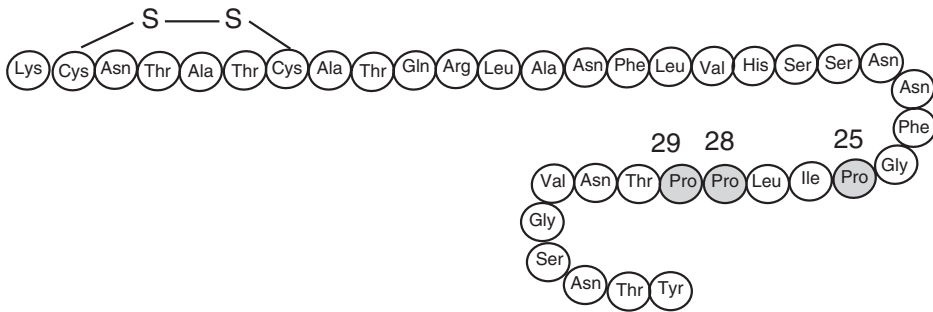 S S
Lys Cys Asn Thr Ala Thr Cys Ala Thr Gln Arg Leu Ala Asn Phe Leu Val His Ser Ser Asn
Asn
Phe
29 28 25
Val Asn Thr Pro Pro Leu Ile Pro Gly
Gly
Ser
Asn Thr Tyr